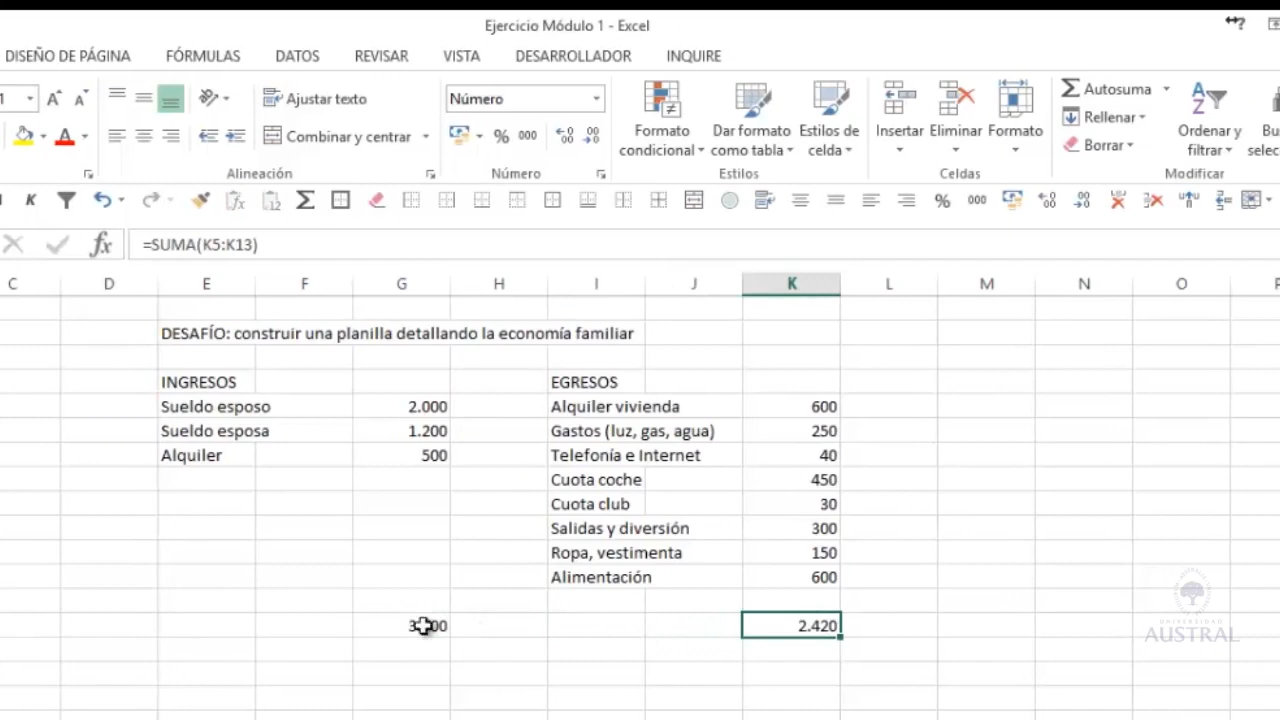 Ejercicio Módulo 1 - Excel
DISEÑO DE PÁGINA FÓRMULAS DATOS REVISAR VISTA DESARROLLADOR INQUIRE
Ajustar texto
Número
Autosuma
Rellenar
Combinar y centrar
% 000
Formato condicional
Dar formato como tabla
Estilos de celda
Insertar
Eliminar
Formato
Borrar
Ordenar y filtrar
Alineación Número Estilos Celdas Modificar
K % 000
fx =SUMA(K5:K13)
C D E F G H I J K L M N O P
DESAFÍO: construir una planilla detallando la economía familiar
INGRESOS EGRESOS
Sueldo esposo 2.000 Alquiler vivienda 600
Sueldo esposa 1.200 Gastos (luz, gas, agua) 250
Alquiler 500 Telefonía e Internet 40
Cuota coche 450
Cuota club 30
Salidas y diversión 300
Ropa, vestimenta 150
Alimentación 600
2.420
UNIVERSIDAD
AUSTRAL